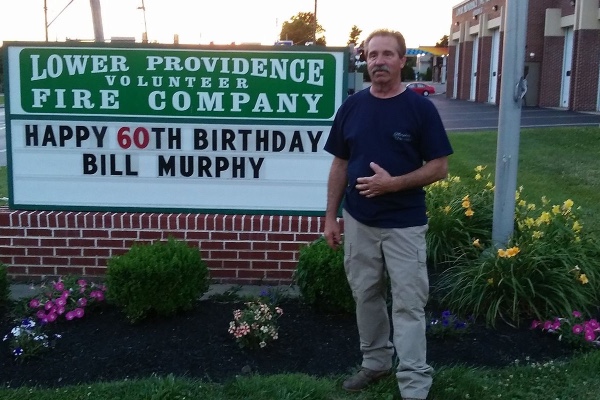 LOWER PROVIDENCE
VOLUNTEER
FIRE COMPANY
HAPPY 60TH BIRTHDAY
BILL MURPHY